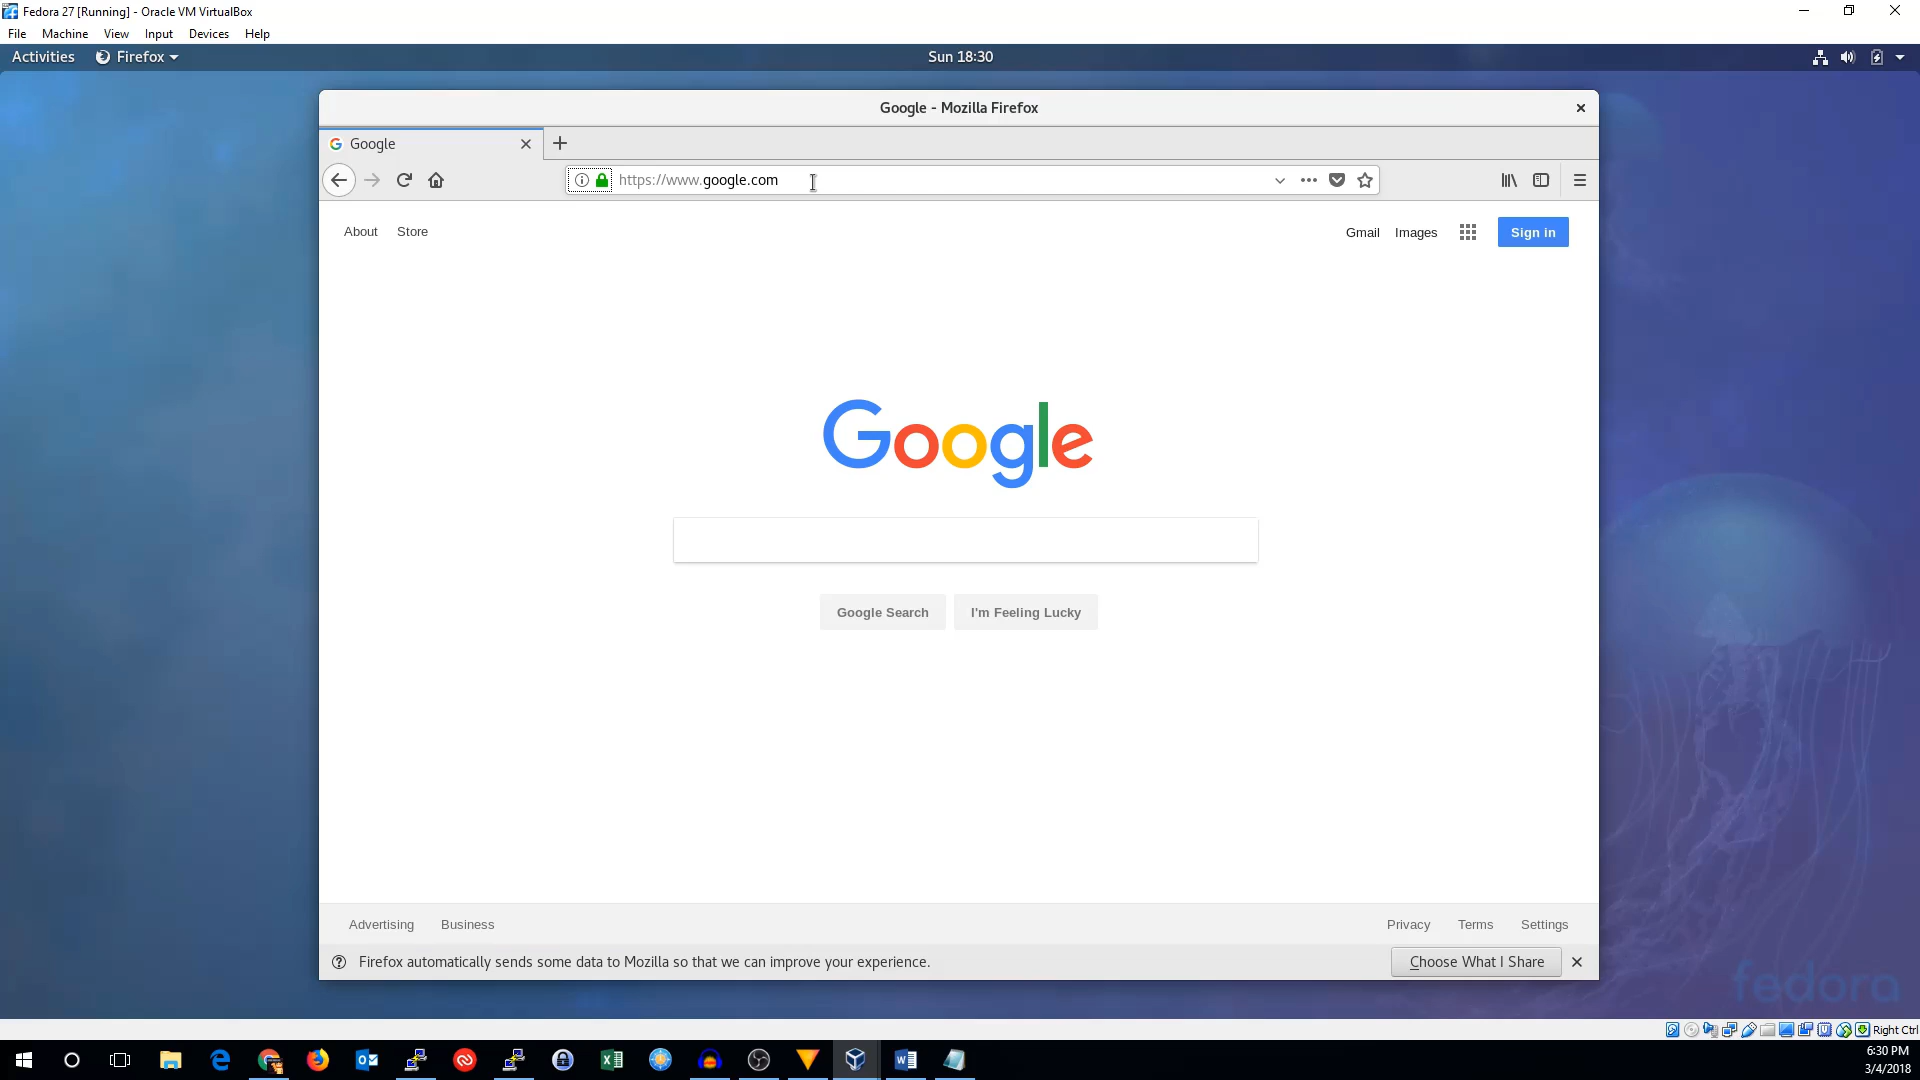 Fedora 27 [Running] - Oracle VM VirtualBox
File Machine View Input Devices Help
Activities Firefox Sun 18:30
Google - Mozilla Firefox
Google
https://www.google.com
About Store Gmail Images Sign in
Google
Google Search I'm Feeling Lucky
Advertising Business Privacy Terms Settings
Firefox automatically sends some data to Mozilla so that we can improve your experience. Choose What I Share
fedora
Right Ctrl
6:30 PM
3/4/2018